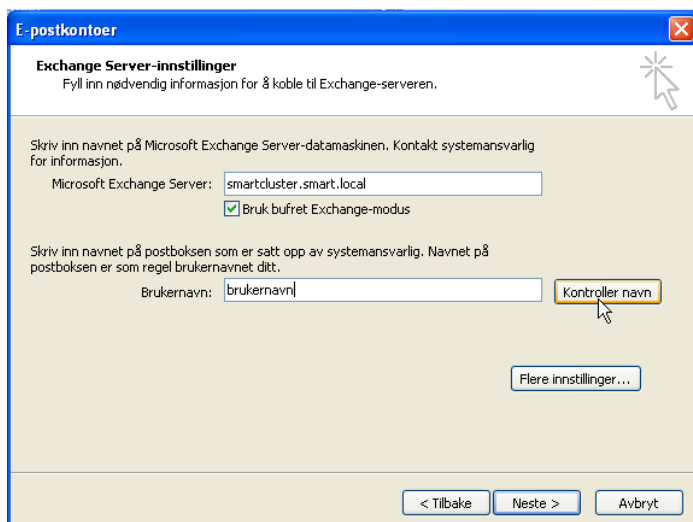 E-postkontoer
Exchange Server-innstillinger
Fyll inn nødvendig informasjon for å koble til Exchange-serveren.
Skriv inn navnet på Microsoft Exchange Server-datamaskinen. Kontakt systemansvarlig
for informasjon.
Microsoft Exchange Server: smartcluster.smart.local
Bruk bufret Exchange-modus
Skriv inn navnet på postboksen som er satt opp av systemansvarlig. Navnet på
postboksen er som regel brukernavnet ditt.
Brukernavn: brukernavn Kontroller navn
Flere innstillinger...
< Tilbake Neste > Avbryt